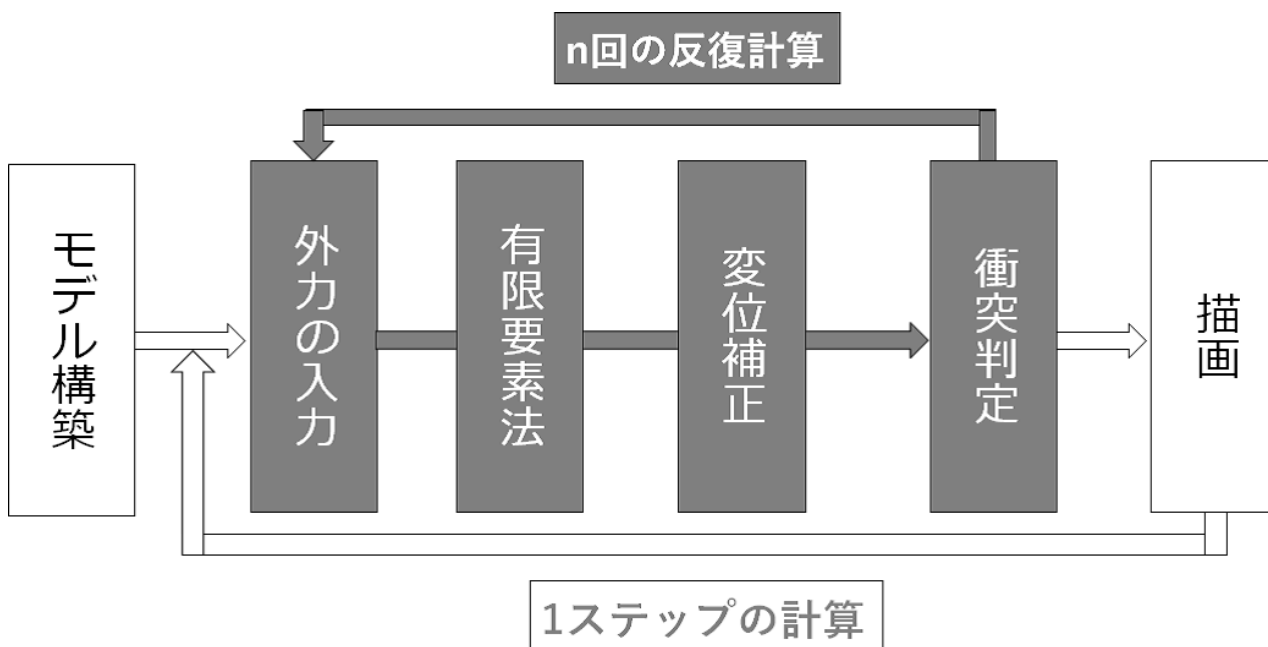 n回の反復計算
モデル構築
外力の入力
有限要素法
変位補正
衝突判定
描画
1ステップの計算